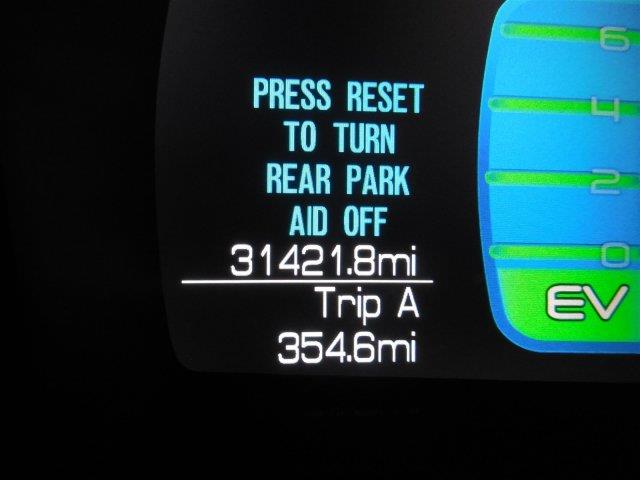 PRESS RESET
TO TURN
REAR PARK
AID OFF
31421.8mi
Trip A
354.6mi
6
4
2
0
EV